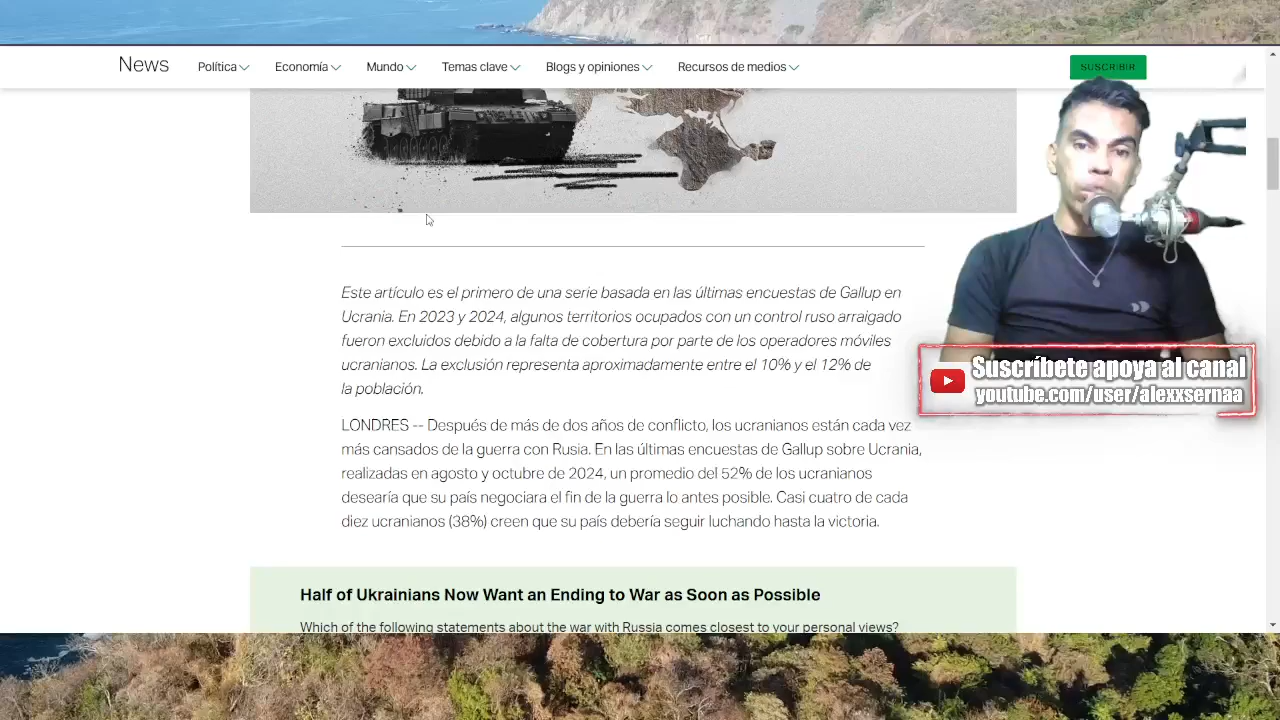 News
Política
Economía
Mundo
Temas clave
Blogs y opiniones
Recursos de medios
SUSCRIBIR
Este artículo es el primero de una serie basada en las últimas encuestas de Gallup en
Ucrania. En 2023 y 2024, algunos territorios ocupados con un control ruso arraigado
fueron excluidos debido a la falta de cobertura por parte de los operadores móviles
ucranianos. La exclusión representa aproximadamente entre el 10% y el 12% de
la población.
LONDRES -- Después de más de dos años de conflicto, los ucranianos están cada vez
más cansados de la guerra con Rusia. En las últimas encuestas de Gallup sobre Ucrania,
realizadas en agosto y octubre de 2024, un promedio del 52% de los ucranianos
desearía que su país negociara el fin de la guerra lo antes posible. Casi cuatro de cada
diez ucranianos (38%) creen que su país debería seguir luchando hasta la victoria.
Suscríbete apoya al canal
youtube.com/user/alexxsernaa
Half of Ukrainians Now Want an Ending to War as Soon as Possible
Which of the following statements about the war with Russia comes closest to your personal views?